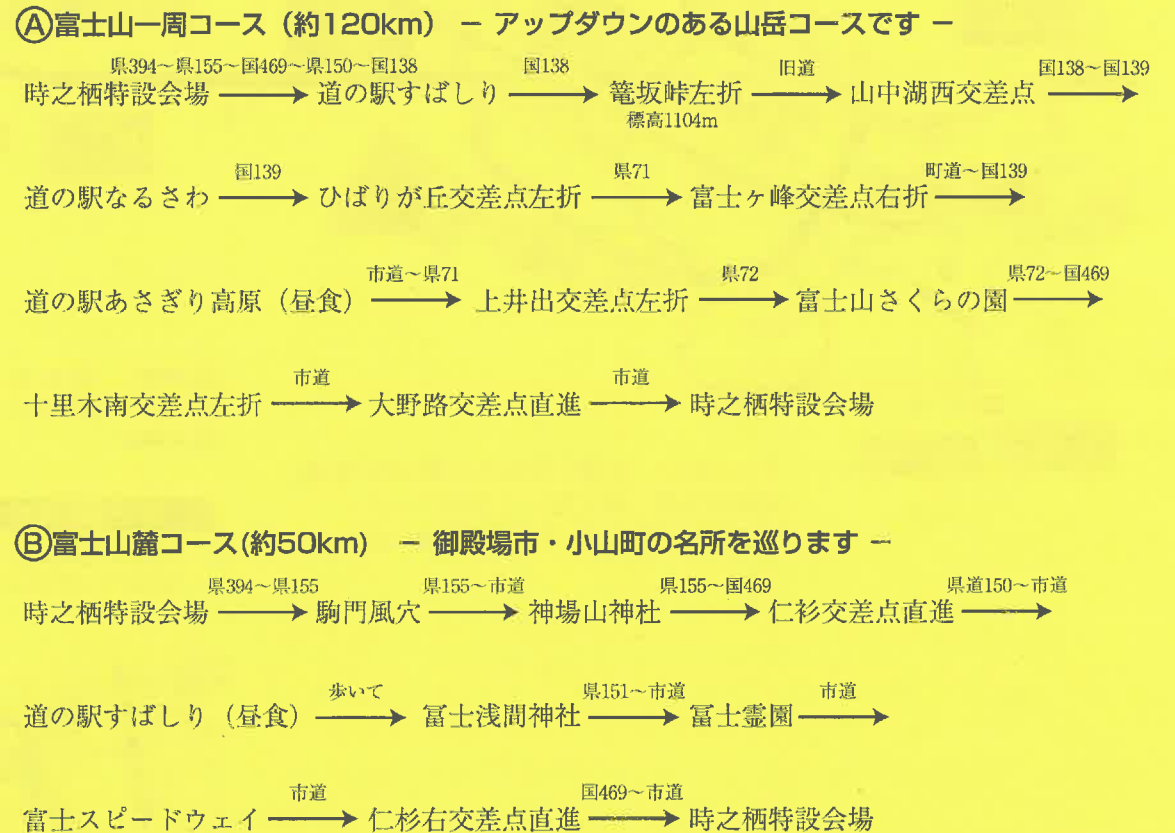 Ⓐ富士山一周コース（約120km） － アップダウンのある山岳コースです －
県394～県155～国469～県150～国138 国138 旧道 国138～国139
時之栖特設会場 → 道の駅すばしり → 篭坂峠左折 → 山中湖西交差点 →
標高1104m
国139 県71 町道～国139
道の駅なるさわ → ひばりが丘交差点左折 → 富士ヶ峰交差点右折 →
市道～県71 県72 県72～国469
道の駅あさぎり高原（昼食） → 上井出交差点左折 → 富士山さくらの園 →
市道 市道
十里木南交差点左折 → 大野路交差点直進 → 時之栖特設会場
Ⓑ富士山麓コース(約50km) － 御殿場市・小山町の名所を巡ります －
県394～県155 県155～市道 県155～国469 県道150～市道
時之栖特設会場 → 駒門風穴 → 神場山神社 → 仁杉交差点直進 →
歩いて 県151～市道 市道
道の駅すばしり（昼食） → 冨士浅間神社 → 冨士霊園 →
市道 国469～市道
富士スピードウェイ → 仁杉右交差点直進 → 時之栖特設会場